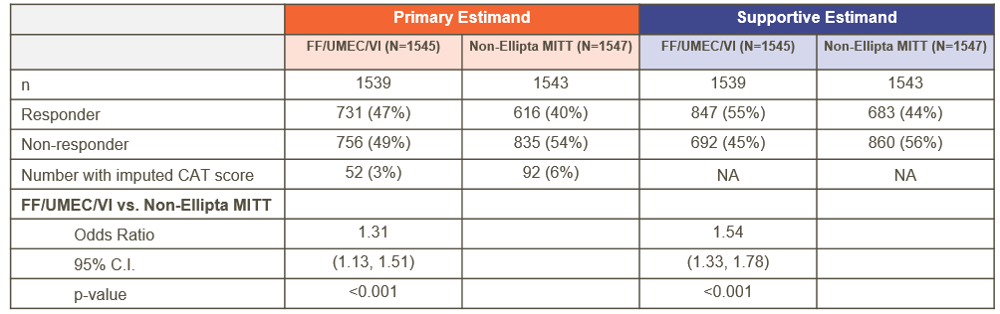 Primary Estimand Supportive Estimand
FF/UMEC/VI (N=1545) Non-Ellipta MITT (N=1547) FF/UMEC/VI (N=1545) Non-Ellipta MITT (N=1547)
n 1539 1543 1539 1543
Responder 731 (47%) 616 (40%) 847 (55%) 683 (44%)
Non-responder 756 (49%) 835 (54%) 692 (45%) 860 (56%)
Number with imputed CAT score 52 (3%) 92 (6%) NA NA
FF/UMEC/VI vs. Non-Ellipta MITT
Odds Ratio 1.31 1.54
95% C.I. (1.13, 1.51) (1.33, 1.78)
p-value <0.001 <0.001